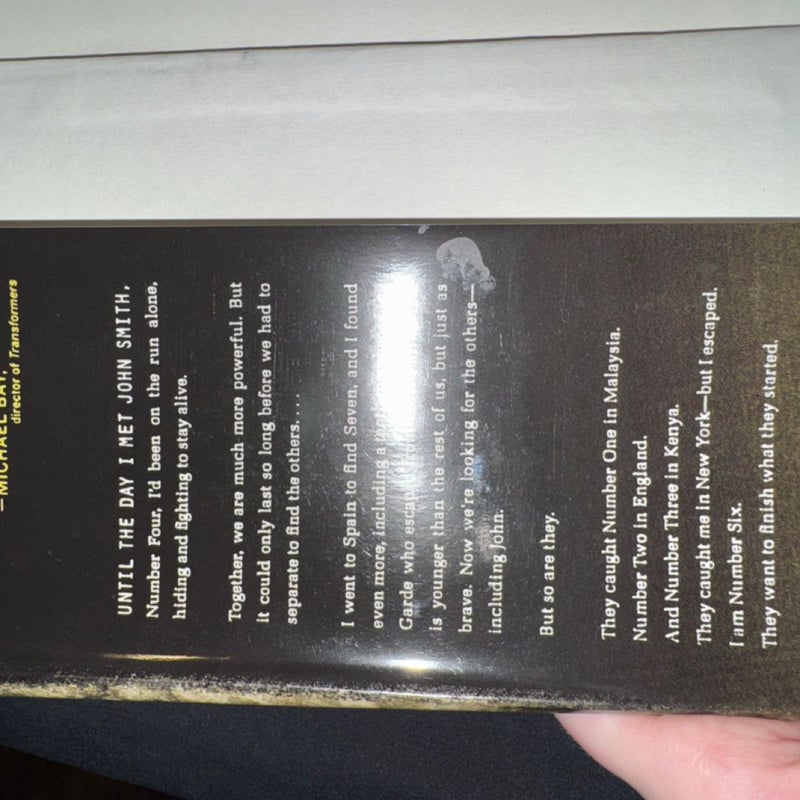 —MICHAEL BAY,
director of Transformers
UNTIL THE DAY I MET JOHN SMITH,
Number Four, I'd been on the run alone,
hiding and fighting to stay alive.
Together, we are much more powerful. But
it could only last so long before we had to
separate to find the others....
I went to Spain to find Seven, and I found
even more, including a
Garde who escaped
is younger than the rest of us, but just as
brave. Now we're looking for the others—
including John.
But so are they.
They caught Number One in Malaysia.
Number Two in England.
And Number Three in Kenya.
They caught me in New York—but I escaped.
I am Number Six.
They want to finish what they started.